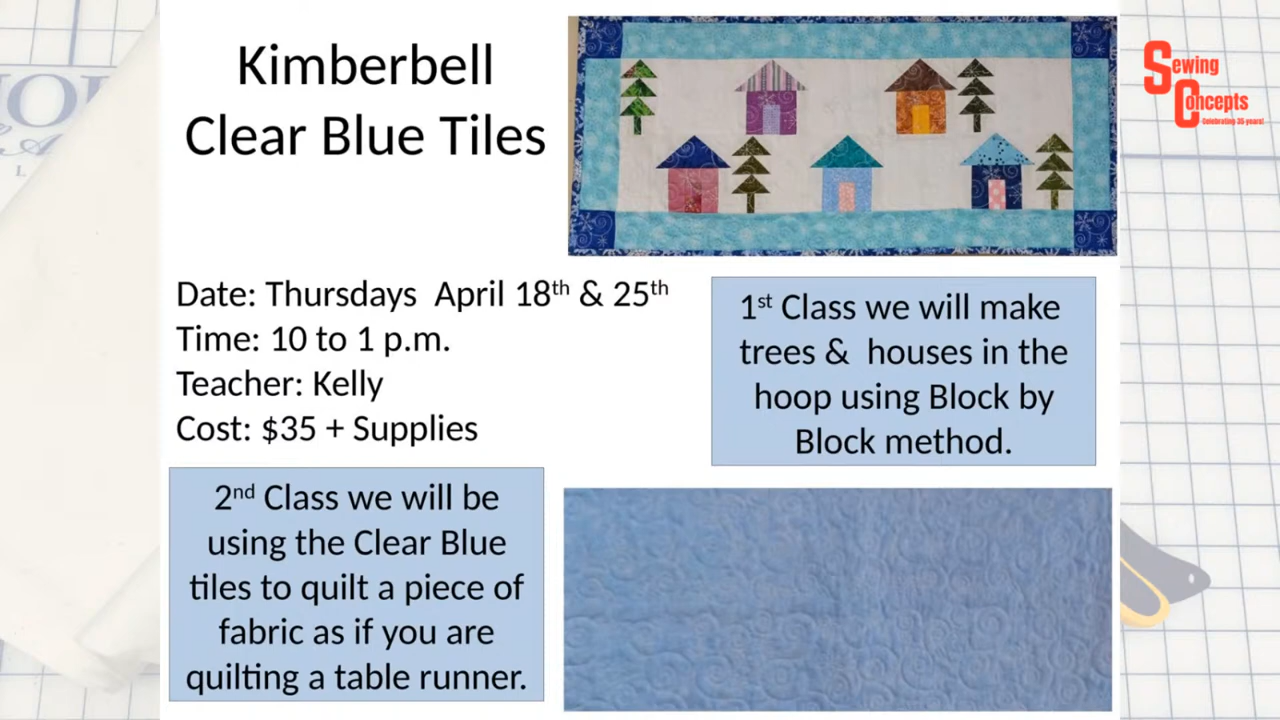 Kimberbell
Clear Blue Tiles
Sewing
Concepts
Celebrating 35 years!
Date: Thursdays  April 18th & 25th
Time: 10 to 1 p.m.
Teacher: Kelly
Cost: $35 + Supplies
1st Class we will make
trees &  houses in the
hoop using Block by
Block method.
2nd Class we will be
using the Clear Blue
tiles to quilt a piece of
fabric as if you are
quilting a table runner.